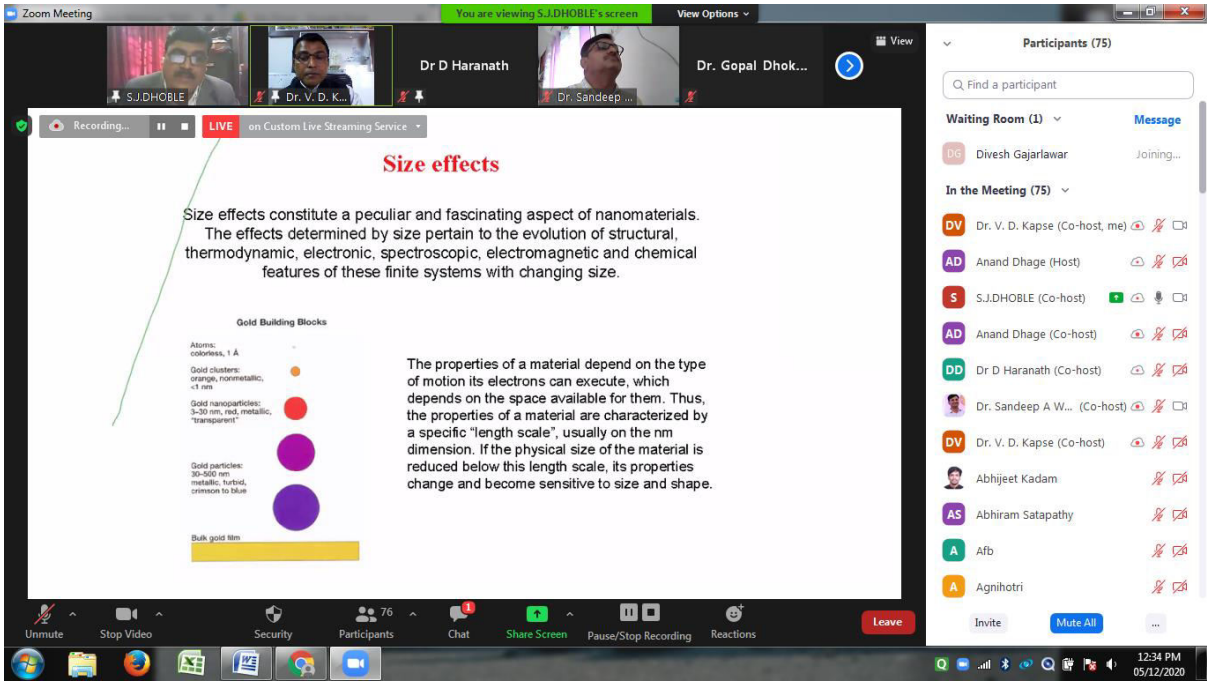 Zoom Meeting
You are viewing S.J.DHOBLE's screen
View Options
S.J.DHOBLE
Dr. V. D. K...
Dr D Haranath
Dr. Sandeep ...
Dr. Gopal Dhok...
View
Recording...
LIVE
on Custom Live Streaming Service
Size effects
Size effects constitute a peculiar and fascinating aspect of nanomaterials.
The effects determined by size pertain to the evolution of structural,
thermodynamic, electronic, spectroscopic, electromagnetic and chemical
features of these finite systems with changing size.
Gold Building Blocks
Atoms:
colorless, 1 Å
Gold clusters:
orange, nonmetallic,
<1 nm
Gold nanoparticles:
3–30 nm, red, metallic,
"transparent"
Gold particles:
30–500 nm
metallic, turbid,
crimson to blue
Bulk gold film
The properties of a material depend on the type
of motion its electrons can execute, which
depends on the space available for them. Thus,
the properties of a material are characterized by
a specific “length scale”, usually on the nm
dimension. If the physical size of the material is
reduced below this length scale, its properties
change and become sensitive to size and shape.
Participants (75)
Find a participant
Waiting Room (1)
Message
DG
Divesh Gajarlawar
Joining...
In the Meeting (75)
DV
Dr. V. D. Kapse (Co-host, me)
AD
Anand Dhage (Host)
S
S.J.DHOBLE (Co-host)
AD
Anand Dhage (Co-host)
DD
Dr D Haranath (Co-host)
Dr. Sandeep A W... (Co-host)
DV
Dr. V. D. Kapse (Co-host)
Abhijeet Kadam
AS
Abhiram Satapathy
A
Afb
A
Agnihotri
Invite
Mute All
...
Unmute
Stop Video
Security
76
Participants
1
Chat
Share Screen
Pause/Stop Recording
Reactions
Leave
12:34 PM
05/12/2020